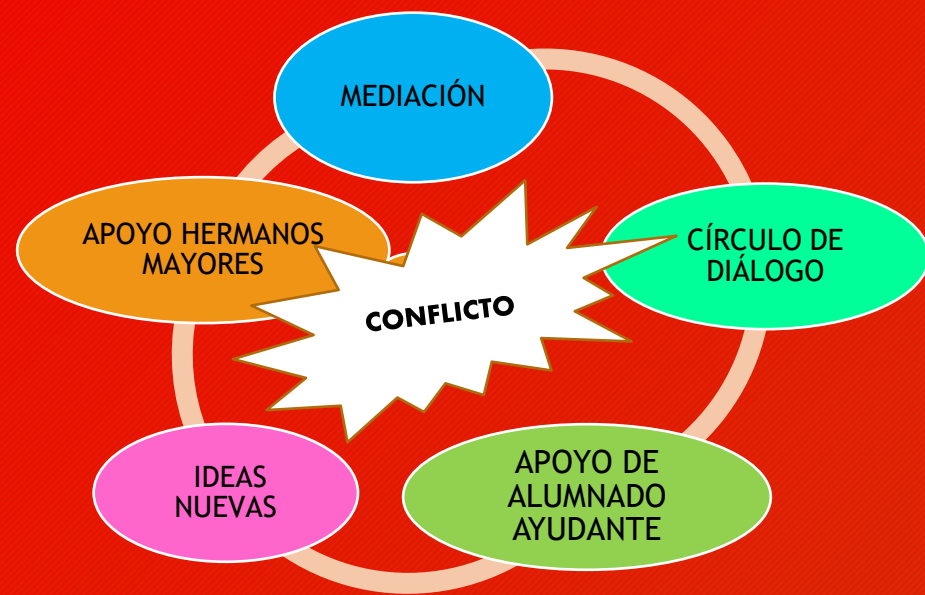 MEDIACIÓN
APOYO HERMANOS
MAYORES
CÍRCULO DE
DIÁLOGO
CONFLICTO
IDEAS
NUEVAS
APOYO DE
ALUMNADO
AYUDANTE